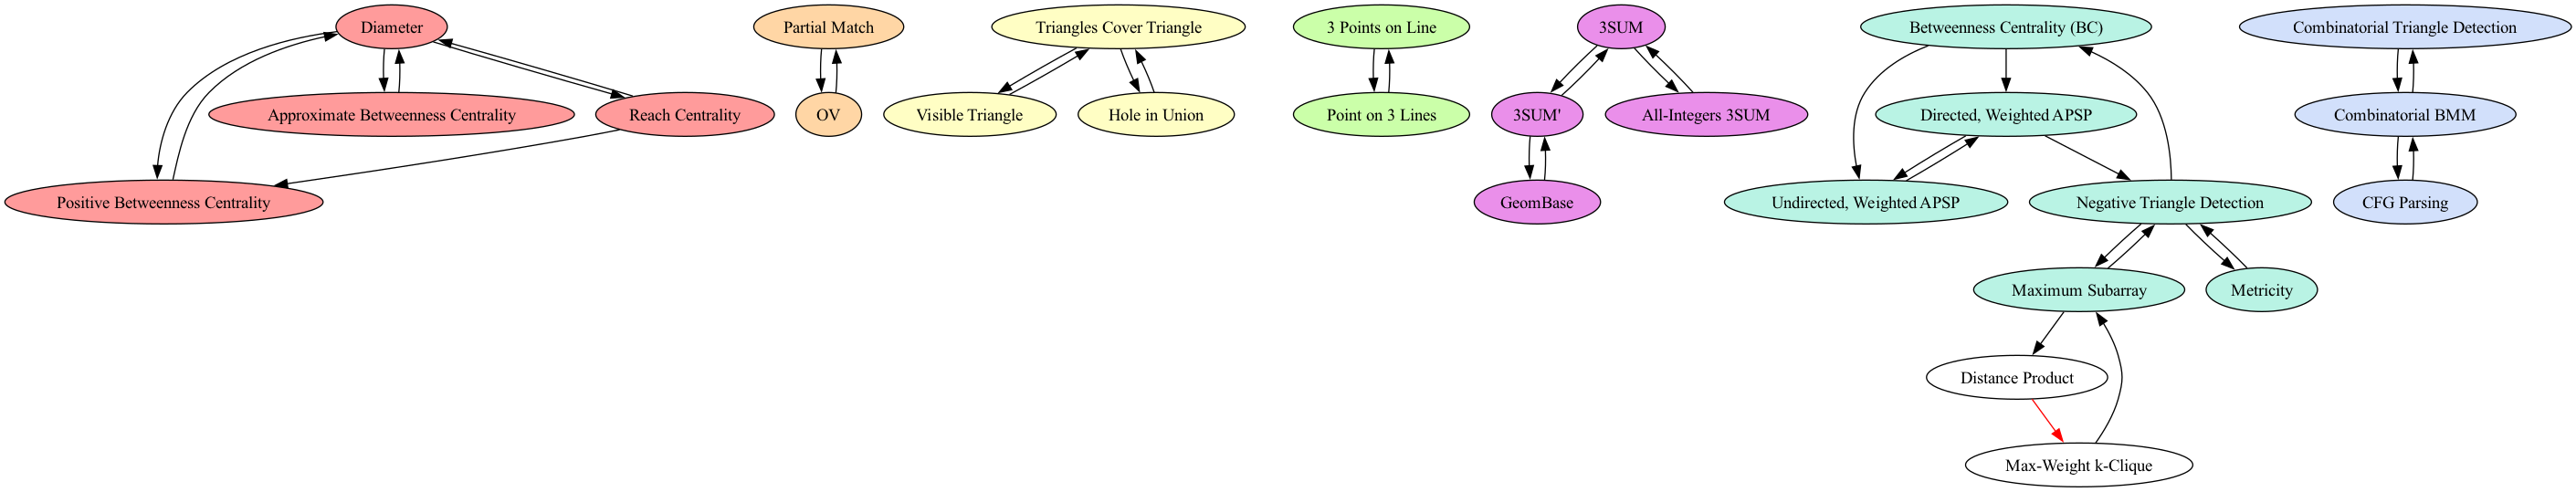 Diameter
Partial Match
Triangles Cover Triangle
3 Points on Line
3SUM
Betweenness Centrality (BC)
Combinatorial Triangle Detection
Approximate Betweenness Centrality
Reach Centrality
OV
Visible Triangle
Hole in Union
Point on 3 Lines
3SUM'
All-Integers 3SUM
Directed, Weighted APSP
Combinatorial BMM
Positive Betweenness Centrality
GeomBase
Undirected, Weighted APSP
Negative Triangle Detection
CFG Parsing
Maximum Subarray
Metricity
Distance Product
Max-Weight k-Clique